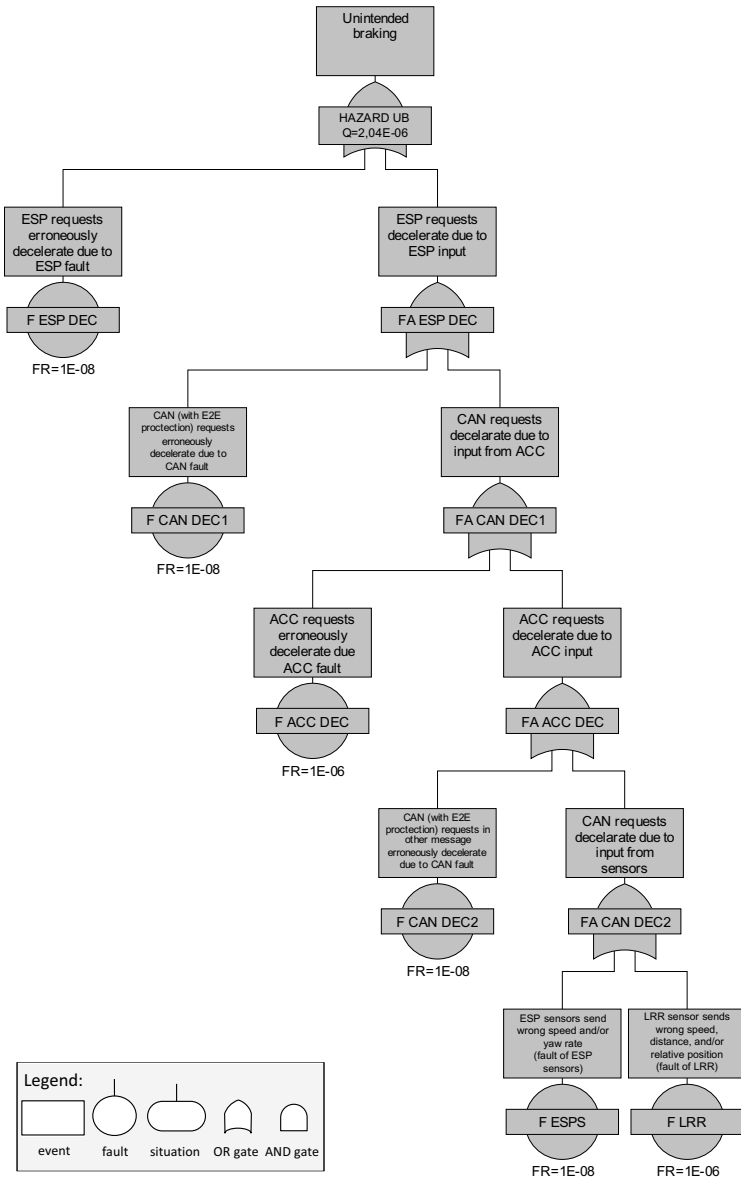 Unintended
braking
HAZARD UB
Q=2,04E-06
ESP requests
erroneously
decelerate due to
ESP fault
F ESP DEC
FR=1E-08
ESP requests
decelerate due to
ESP input
FA ESP DEC
CAN (with E2E
proctection) requests
erroneously
decelerate due to
CAN fault
F CAN DEC1
FR=1E-08
CAN requests
decelarate due to
input from ACC
FA CAN DEC1
ACC requests
erroneously
decelerate due
ACC fault
F ACC DEC
FR=1E-06
ACC requests
decelerate due to
ACC input
FA ACC DEC
CAN (with E2E
proctection) requests in
other message
erroneously decelerate
due to CAN fault
F CAN DEC2
FR=1E-08
CAN requests
decelarate due to
input from
sensors
FA CAN DEC2
ESP sensors send
wrong speed and/or
yaw rate
(fault of ESP
sensors)
F ESPS
FR=1E-08
LRR sensor sends
wrong speed,
distance, and/or
relative position
(fault of LRR)
F LRR
FR=1E-06
Legend:
event
fault
situation
OR gate
AND gate